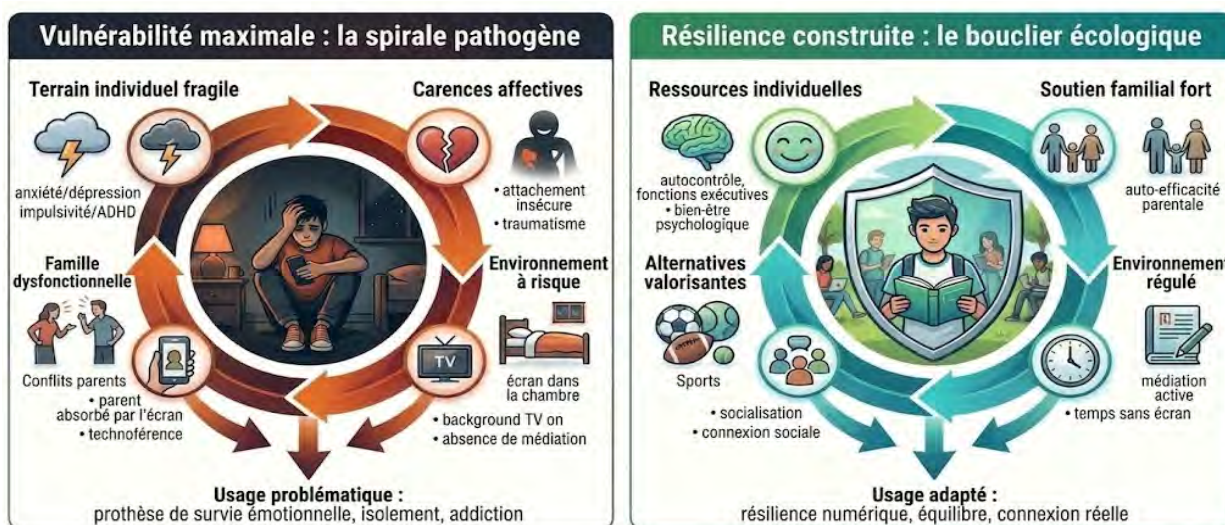 Vulnérabilité maximale : la spirale pathogène
Terrain individuel fragile
anxiété/dépression
impulsivité/ADHD
Carences affectives
• attachement
insécure
• traumatisme
Famille
dysfonctionnelle
Conflits parents
• parent
absorbé par l'écran
• technoférence
Environnement
à risque
TV
écran dans
la chambre
• background TV on
• absence de médiation
Usage problématique :
prothèse de survie émotionnelle, isolement, addiction
Résilience construite : le bouclier écologique
Ressources individuelles
autocontrôle,
fonctions exécutives
• bien-être
psychologique
Soutien familial fort
auto-efficacité
parentale
Alternatives
valorisantes
Sports
• socialisation
• connexion sociale
Environnement
régulé
médiation
active
• temps sans écran
Usage adapté :
résilience numérique, équilibre, connexion réelle